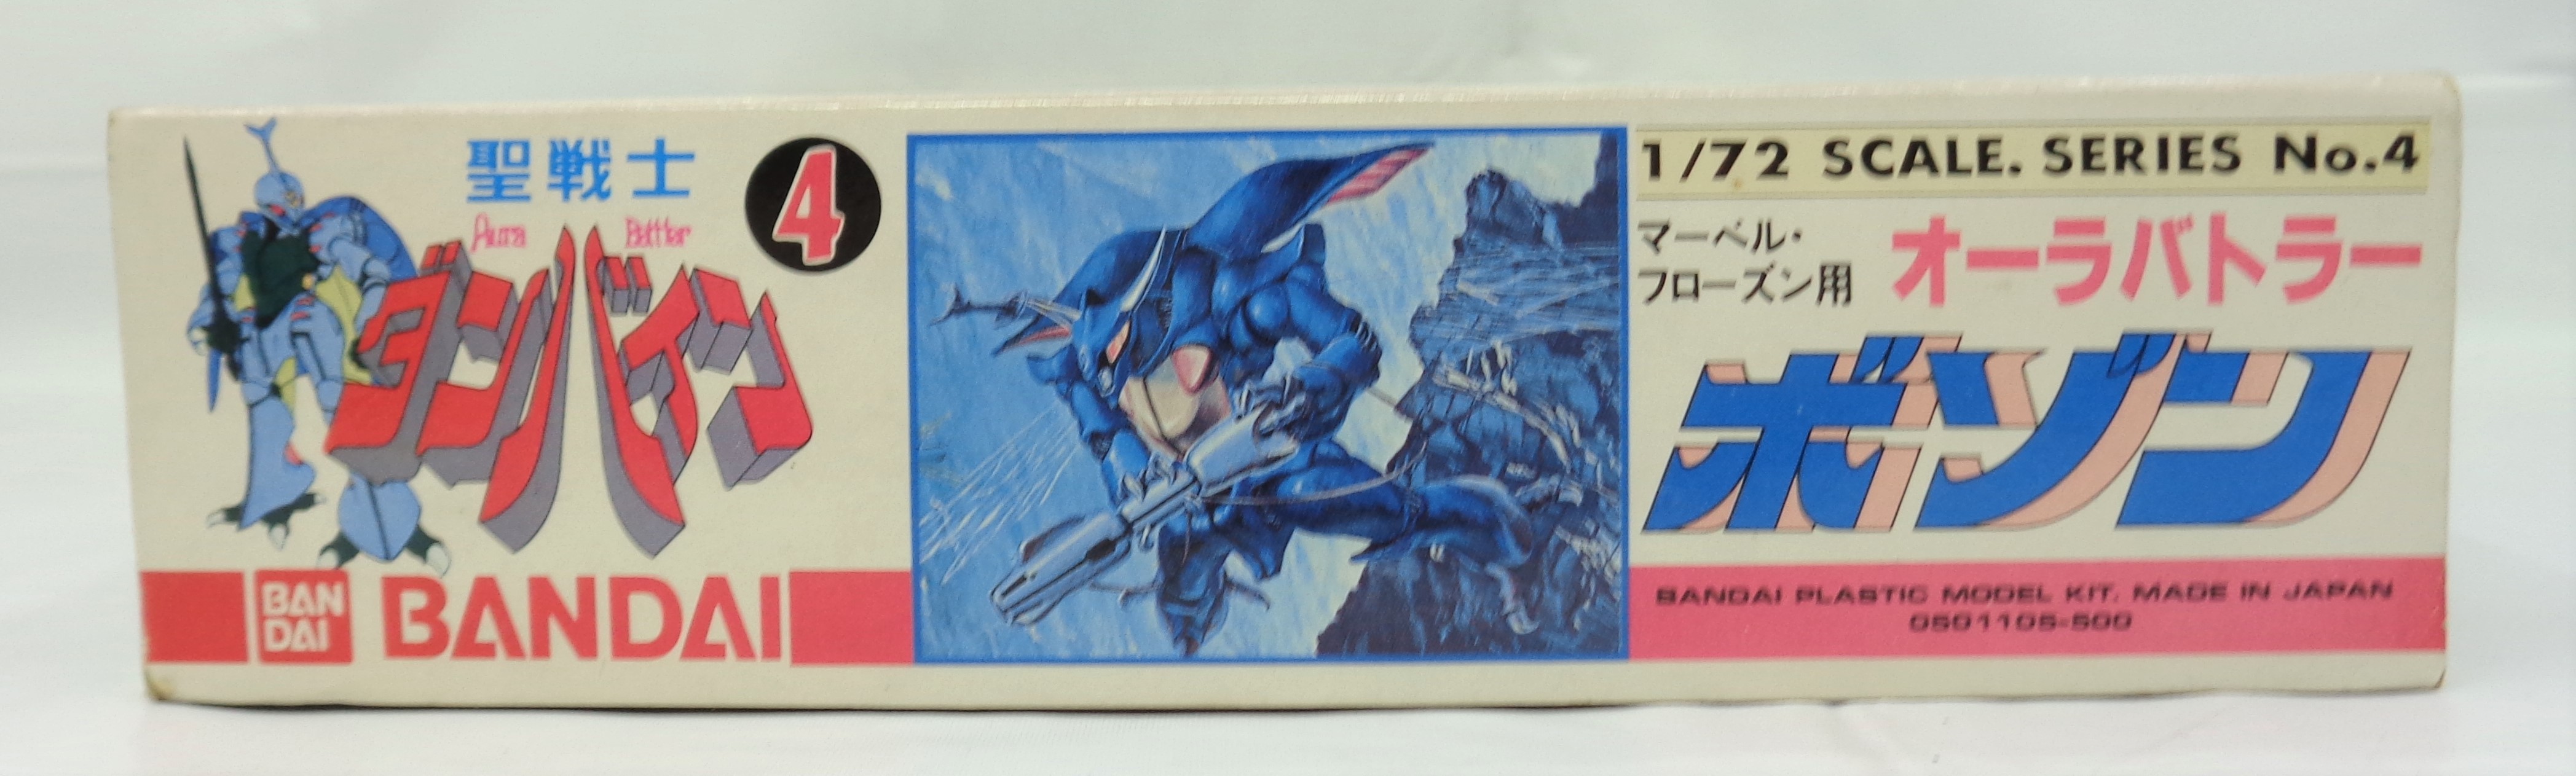 聖戦士
Aura Battler
ダンバイン
4
BAN
DAI
BANDAI
1/72 SCALE. SERIES No.4
マーベル・
フローズン用
オーラバトラー
ボゾン
BANDAI PLASTIC MODEL KIT. MADE IN JAPAN
0501105-500